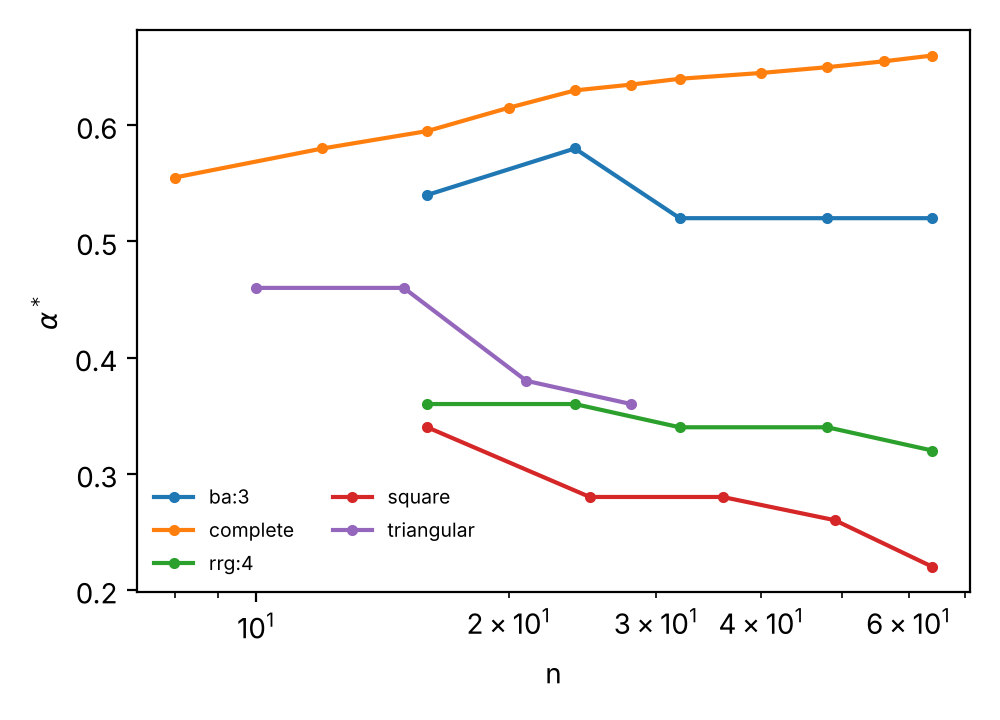 0.6
0.5
0.4
0.3
0.2
α*
ba:3
complete
rrg:4
square
triangular
10¹
2 × 10¹
3 × 10¹
4 × 10¹
6 × 10¹
n